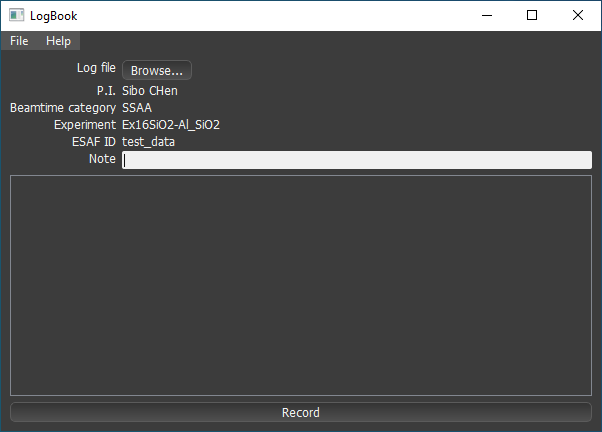 LogBook
File Help
Log file Browse...
P.I. Sibo CHen
Beamtime category SSAA
Experiment Ex16SiO2-Al_SiO2
ESAF ID test_data
Note
Record